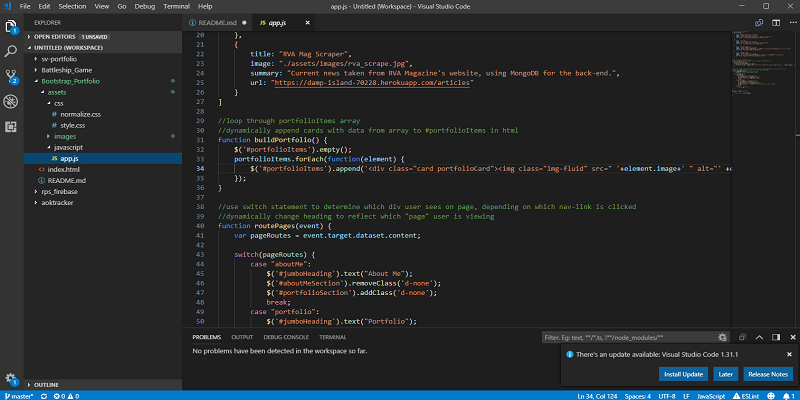 File Edit Selection View Go Debug Terminal Help
app.js - Untitled (Workspace) - Visual Studio Code
EXPLORER
OPEN EDITORS 1 UNSAVED
UNTITLED (WORKSPACE)
sv-portfolio
Battleship_Game
Bootstrap_Portfolio
assets
css
normalize.css
style.css
images
javascript
JS app.js
index.html
README.md
rps_firebase
aoktracker
OUTLINE
README.md
JS app.js
20 },
21 {
22 title: "RVA Mag Scraper",
23 image: "./assets/images/rva_scrape.jpg",
24 summary: "Current news taken from RVA Magazine's website, using MongoDB for the back-end.",
25 url: "https://damp-island-70228.herokuapp.com/articles"
26 }
27 ]
28
29 //loop through portfolioItems array
30 //dynamically append cards with data from array to #portfolioItems in html
31 function buildPortfolio() {
32 $('#portfolioItems').empty();
33 portfolioItems.forEach(function(element) {
34 $('#portfolioItems').append('<div class="card portfolioCard"><img class="img-fluid" src=" '+element.image+' " alt="' +
35 });
36 }
37
38 //use switch statement to determine which div user sees on page, depending on which nav-link is clicked
39 //dynamically change heading to reflect which "page" user is viewing
40 function routePages(event) {
41 var pageRoutes = event.target.dataset.content;
42
43 switch(pageRoutes) {
44 case "aboutMe":
45 $('#jumboHeading').text("About Me");
46 $('#aboutMeSection').removeClass('d-none');
47 $('#portfolioSection').addClass('d-none');
48 break;
49 case "portfolio":
50 $('#jumboHeading').text("Portfolio");
PROBLEMS OUTPUT DEBUG CONSOLE TERMINAL
Filter. Eg: text, **/*.ts, !**/node_modules/**
No problems have been detected in the workspace so far.
There's an update available: Visual Studio Code 1.31.1
Install Update Later Release Notes
master* 0 0
Ln 34, Col 124 Spaces: 4 UTF-8 LF JavaScript ESLint 1